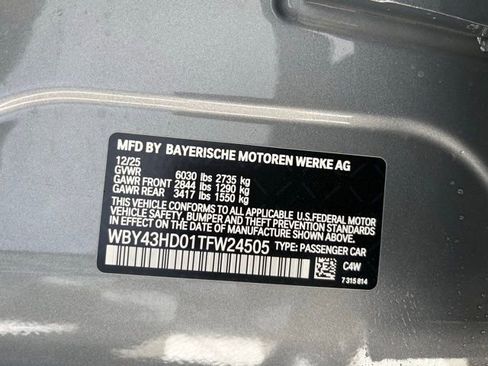 MFD BY BAYERISCHE MOTOREN WERKE AG
12/25
GVWR 6030 lbs 2735 kg
GAWR FRONT 2844 lbs 1290 kg
GAWR REAR 3417 lbs 1550 kg
THIS VEHICLE CONFORMS TO ALL APPLICABLE U.S. FEDERAL MOTOR
VEHICLE SAFETY, BUMPER AND THEFT PREVENTION STANDARDS
IN EFFECT ON THE DATE OF MANUFACTURE SHOWN ABOVE.
WBY43HD01TFW24505 TYPE: PASSENGER CAR
C4W
7 315 814